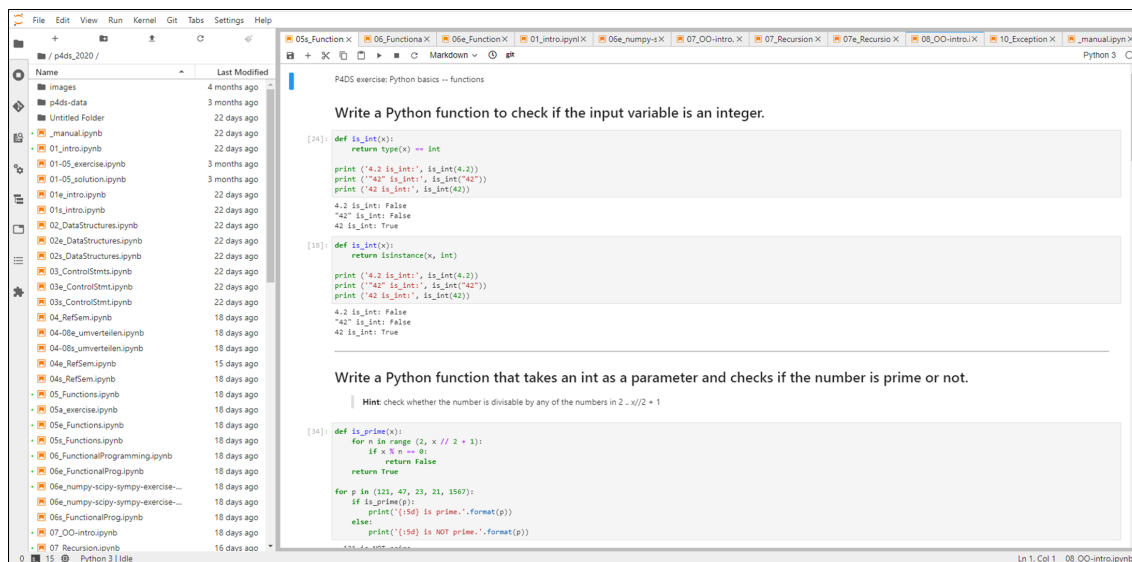 File Edit View Run Kernel Git Tabs Settings Help
/ p4ds_2020 /
Name Last Modified
images 4 months ago
p4ds-data 3 months ago
Untitled Folder 22 days ago
_manual.ipynb 22 days ago
01_intro.ipynb 22 days ago
01-05_exercise.ipynb 3 months ago
01-05_solution.ipynb 3 months ago
01e_intro.ipynb 22 days ago
01s_intro.ipynb 22 days ago
02_DataStructures.ipynb 22 days ago
02e_DataStructures.ipynb 22 days ago
02s_DataStructures.ipynb 22 days ago
03_ControlStmts.ipynb 22 days ago
03e_ControlStmt.ipynb 22 days ago
03s_ControlStmt.ipynb 22 days ago
04_RefSem.ipynb 18 days ago
04-08e_umverteilen.ipynb 18 days ago
04-08s_umverteilen.ipynb 18 days ago
04e_RefSem.ipynb 15 days ago
04s_RefSem.ipynb 18 days ago
05_Functions.ipynb 18 days ago
05a_exercise.ipynb 18 days ago
05e_Functions.ipynb 18 days ago
05s_Functions.ipynb 18 days ago
06_FunctionalProgramming.ipynb 18 days ago
06e_FunctionalProg.ipynb 18 days ago
06e_numpy-scipy-sympy-exercise-... 18 days ago
06e_numpy-scipy-sympy-exercise-... 18 days ago
06s_FunctionalProg.ipynb 18 days ago
07_OO-intro.ipynb 18 days ago
07_Recursion.ipynb 16 days ago
05s_Function: 06_Functiona 06e_Function 01_intro.ipynl 06e_numpy-s 07_OO-intro. 07_Recursion 07e_Recursio 08_OO-intro.i 10_Exception _manual.ipyn
Markdown git Python 3
P4DS exercise: Python basics -- functions
Write a Python function to check if the input variable is an integer.
[24]: def is_int(x):
return type(x) == int
print ('4.2 is_int:', is_int(4.2))
print ('"42" is_int:', is_int("42"))
print ('42 is_int:', is_int(42))
4.2 is_int: False
"42" is_int: False
42 is_int: True
[18]: def is_int(x):
return isinstance(x, int)
print ('4.2 is_int:', is_int(4.2))
print ('"42" is_int:', is_int("42"))
print ('42 is_int:', is_int(42))
4.2 is_int: False
"42" is_int: False
42 is_int: True
Write a Python function that takes an int as a parameter and checks if the number is prime or not.
Hint: check whether the number is divisable by any of the numbers in 2 .. x//2 + 1
[34]: def is_prime(x):
for n in range (2, x // 2 + 1):
if x % n == 0:
return False
return True
for p in (121, 47, 23, 21, 1567):
if is_prime(p):
print('{:5d} is prime.'.format(p))
else:
print('{:5d} is NOT prime.'.format(p))
121 is NOT prime
0 15 Python 3 | Idle Ln 1, Col 1 08_OO-intro.ipynb